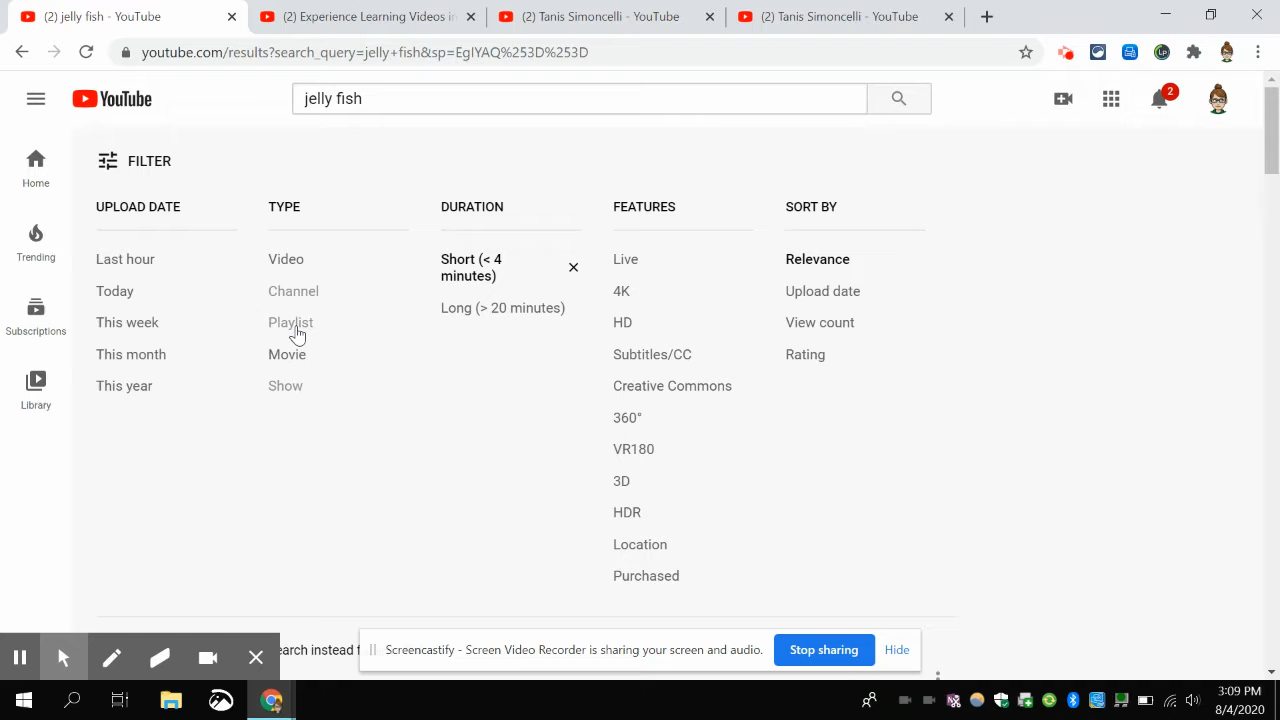 (2) jelly fish - YouTube
(2) Experience Learning Videos in
(2) Tanis Simoncelli - YouTube
(2) Tanis Simoncelli - YouTube
youtube.com/results?search_query=jelly+fish&sp=EgIYAQ%253D%253D
YouTube
jelly fish
2
Home
Trending
Subscriptions
Library
FILTER
UPLOAD DATE
Last hour
Today
This week
This month
This year
TYPE
Video
Channel
Playlist
Movie
Show
DURATION
Short (< 4
minutes)
Long (> 20 minutes)
FEATURES
Live
4K
HD
Subtitles/CC
Creative Commons
360°
VR180
3D
HDR
Location
Purchased
SORT BY
Relevance
Upload date
View count
Rating
instead
Screencastify - Screen Video Recorder is sharing your screen and audio.
Stop sharing
Hide
3:09 PM
8/4/2020